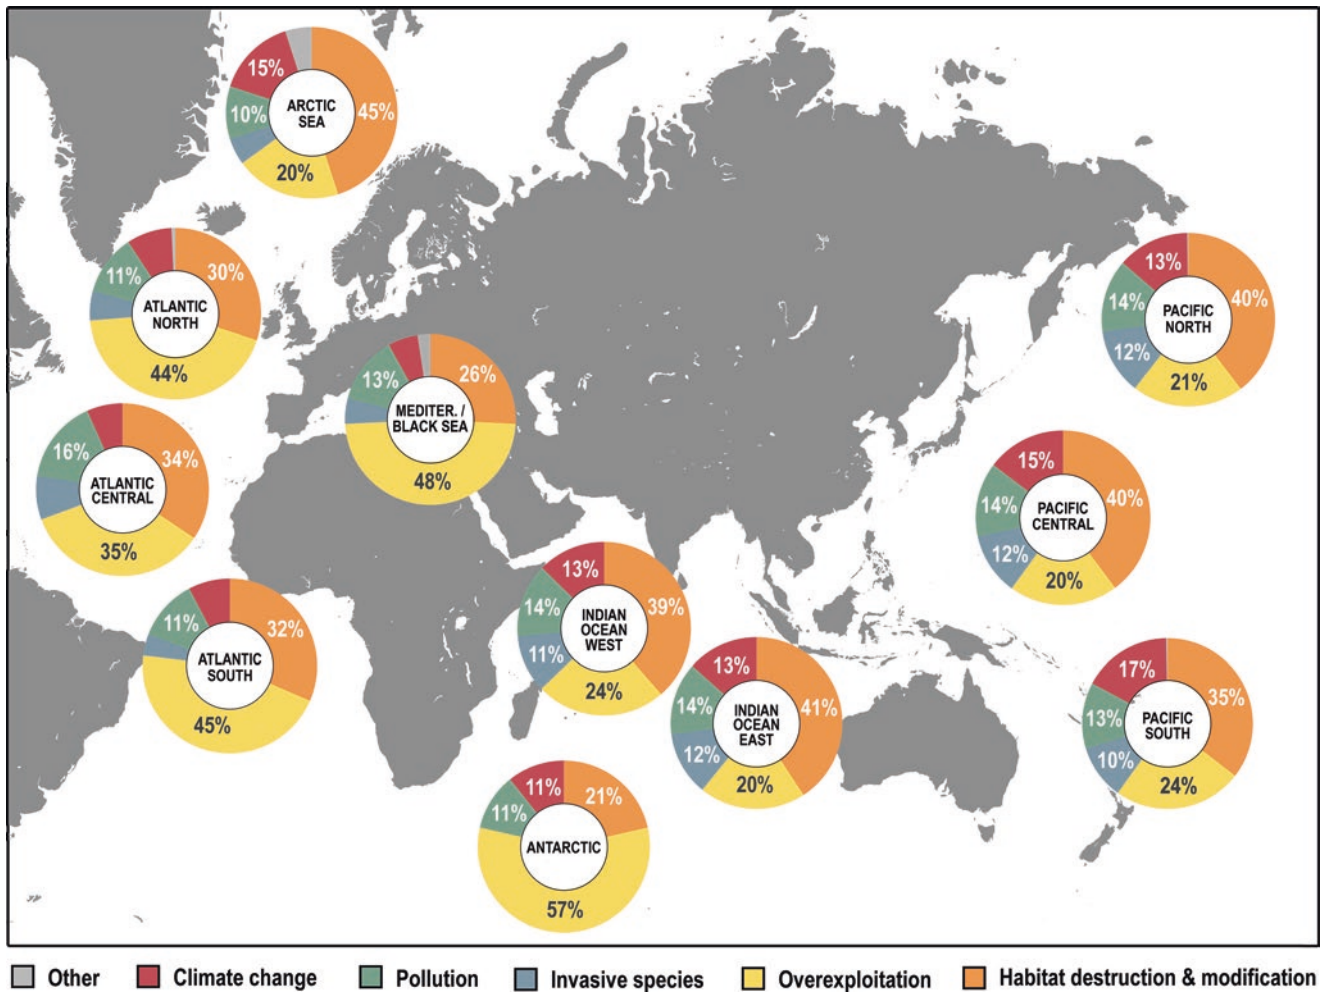 15%
10%
45%
20%
ARCTIC
SEA
11%
30%
44%
ATLANTIC
NORTH
13%
26%
48%
MEDITER. /
BLACK SEA
13%
14%
40%
12%
21%
PACIFIC
NORTH
16%
34%
35%
ATLANTIC
CENTRAL
15%
14%
40%
12%
20%
PACIFIC
CENTRAL
11%
32%
45%
ATLANTIC
SOUTH
13%
14%
39%
11%
24%
INDIAN
OCEAN
WEST
13%
14%
41%
12%
20%
INDIAN
OCEAN
EAST
17%
13%
35%
10%
24%
PACIFIC
SOUTH
11%
11%
21%
57%
ANTARCTIC
Other
Climate change
Pollution
Invasive species
Overexploitation
Habitat destruction & modification